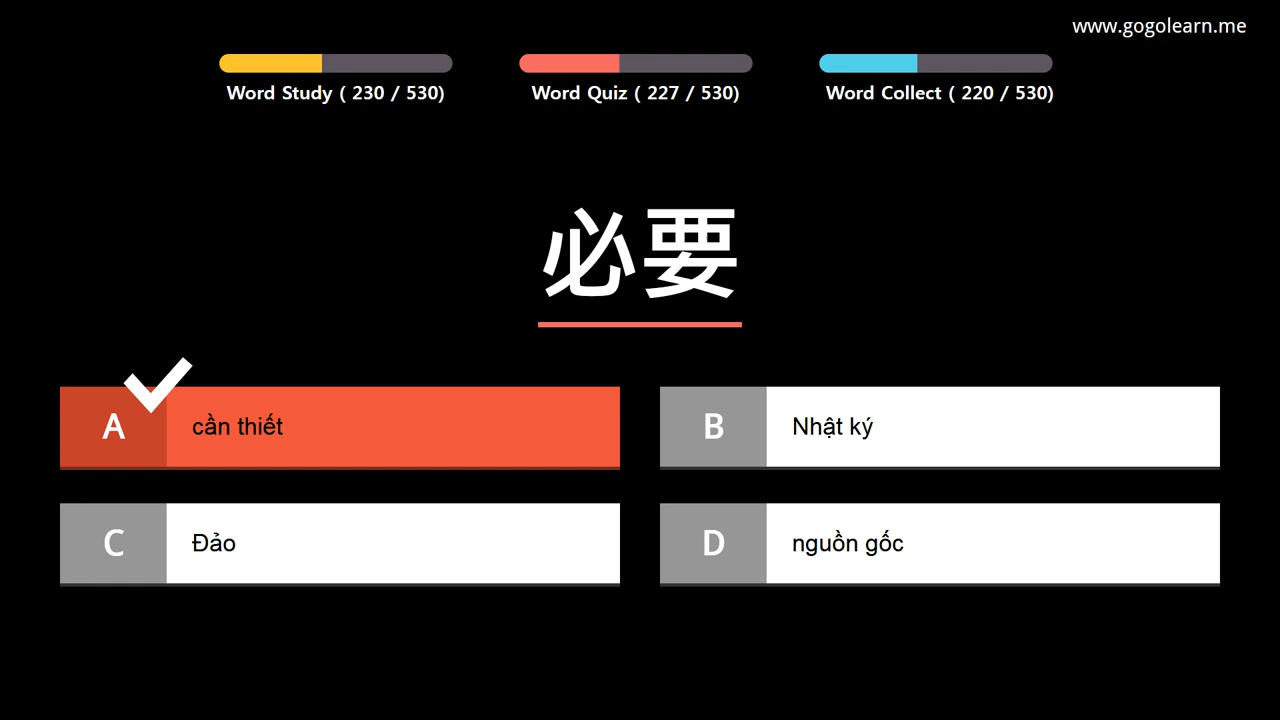 www.gogolearn.me
Word Study ( 230 / 530)
Word Quiz ( 227 / 530)
Word Collect ( 220 / 530)
必要
A cần thiết
B Nhật ký
C Đảo
D nguồn gốc